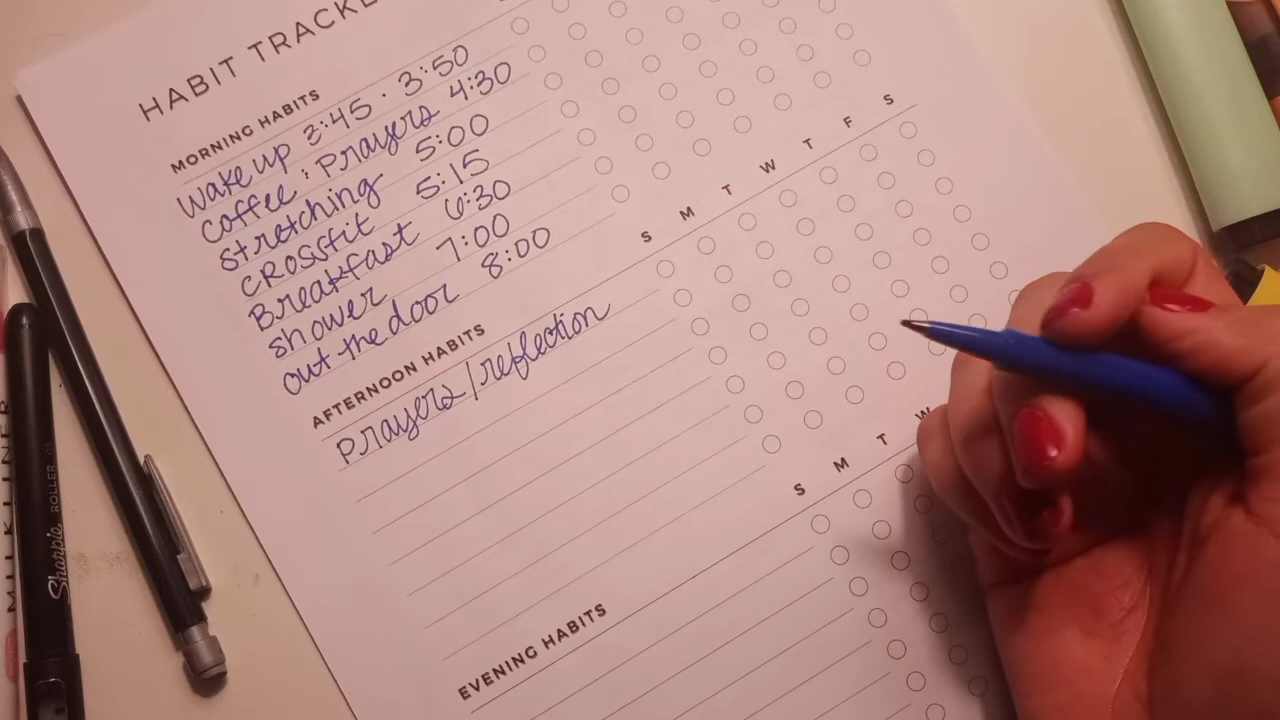 HABIT TRACKE
MORNING HABITS
wake up 3:45 - 3:50
coffee : Prayers 4:30
stretching 5:00
CROSSfit 5:15
Breakfast 6:30
shower 7:00
out the door 8:00
S M T W T F S
AFTERNOON HABITS
prayers/reflection
S M T W
EVENING HABITS
MILKLINER
Sharpie ROLLER